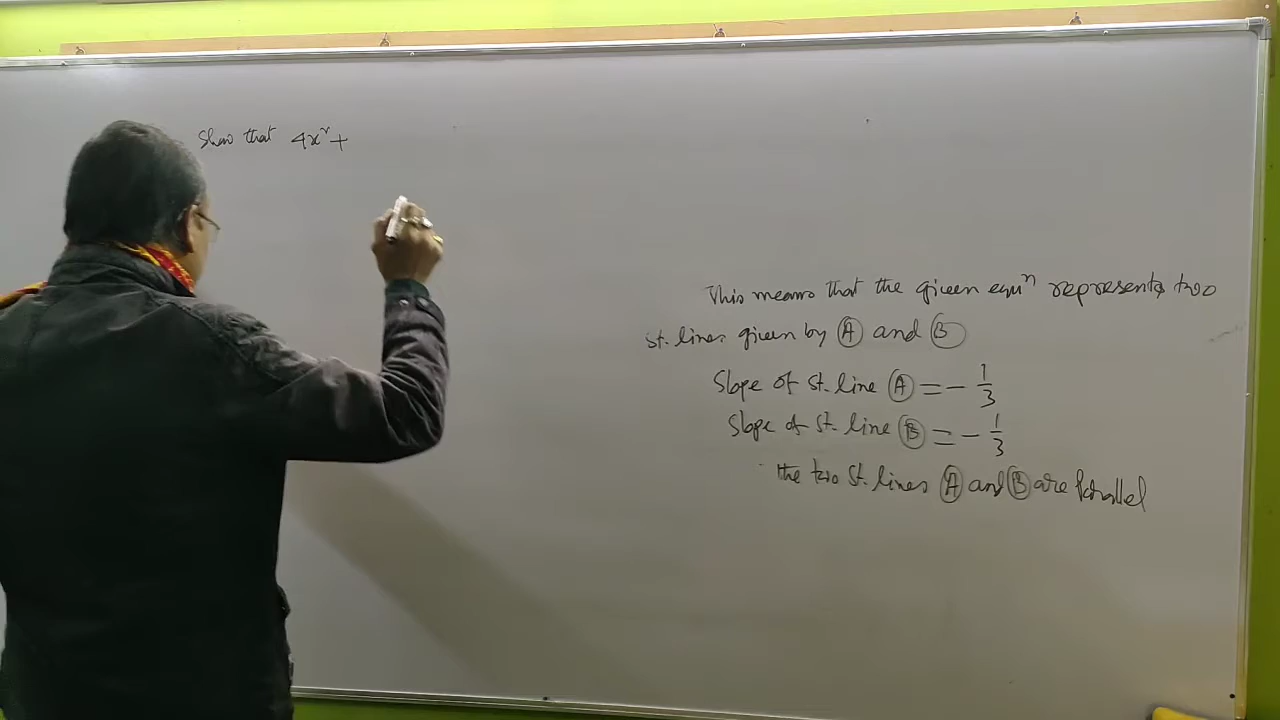 Show that 4x² +
This means that the given equⁿ represents two
st. lines given by Ⓐ and Ⓑ
Slope of st. line Ⓐ = - 1/3
Slope of st. line Ⓑ = - 1/3
the two st. lines Ⓐ and Ⓑ are parallel